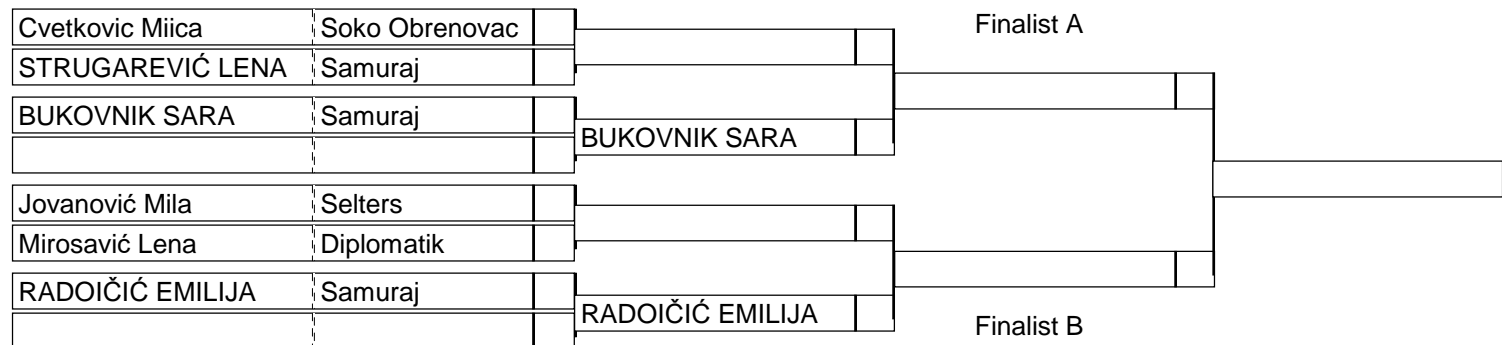 Cvetkovic Miica Soko Obrenovac
Finalist A
STRUGAREVIĆ LENA Samuraj
BUKOVNIK SARA Samuraj
BUKOVNIK SARA
Jovanović Mila Selters
Mirosavić Lena Diplomatik
RADOIČIĆ EMILIJA Samuraj
RADOIČIĆ EMILIJA
Finalist B